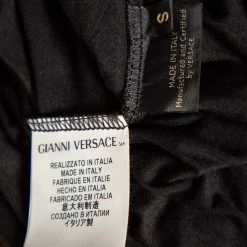 S
MADE IN ITALY
Manufactured and Certified
by VERSACE
GIANNI VERSACE
REALIZZATO IN ITALIA
MADE IN ITALY
FABRIQUE EN ITALIE
HECHO EN ITALIA
FABRICADO EM ITALIA
意大利制造
СОЗДАНО В ИТАЛИИ
イタリア製